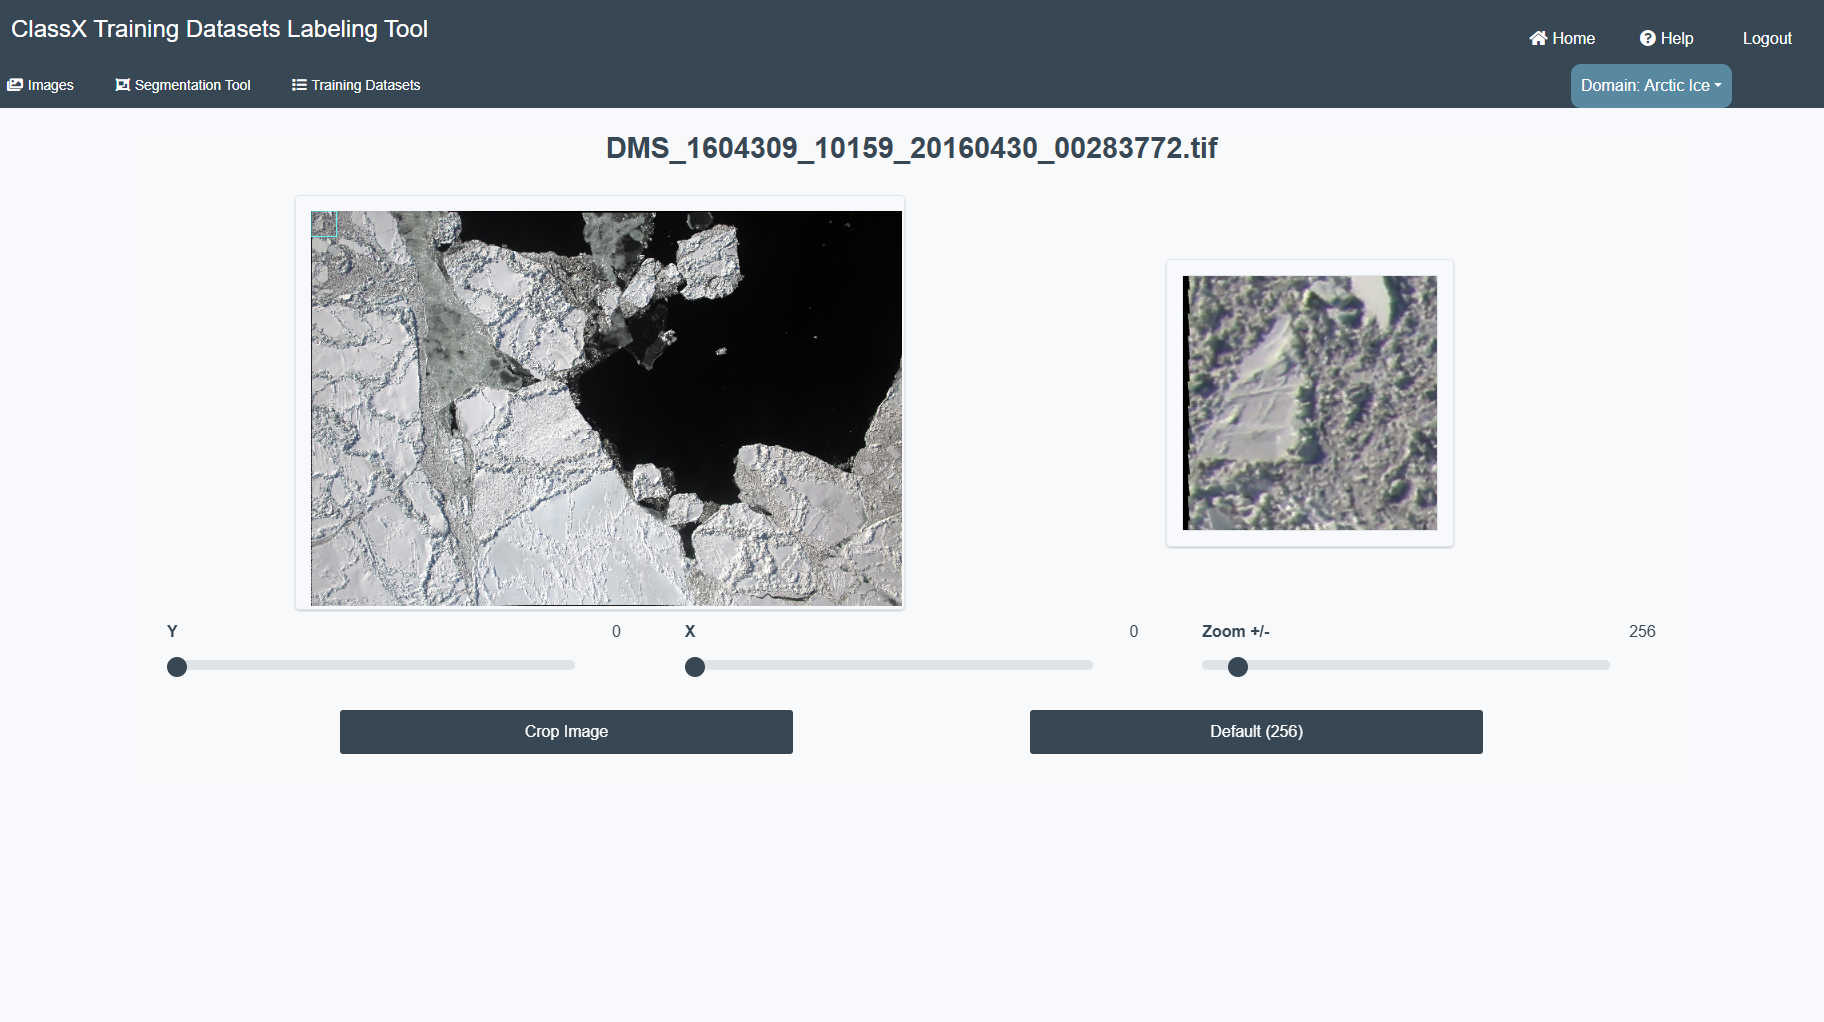 ClassX Training Datasets Labeling Tool
Home Help Logout
Images Segmentation Tool Training Datasets
Domain: Arctic Ice
DMS_1604309_10159_20160430_00283772.tif
Y 0 X 0 Zoom +/- 256
Crop Image Default (256)